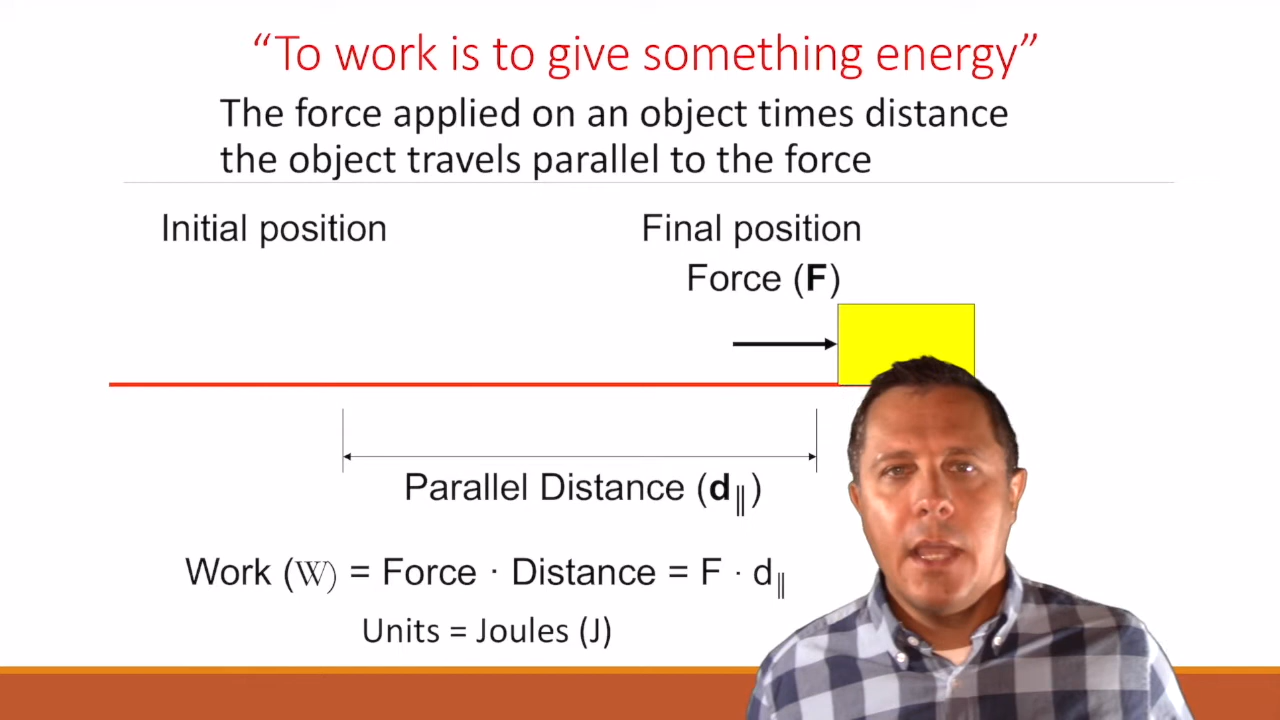 “To work is to give something energy”
The force applied on an object times distance
the object travels parallel to the force
Initial position
Final position
Force (F)
Parallel Distance (d∥)
Work (W) = Force · Distance = F · d∥
Units = Joules (J)